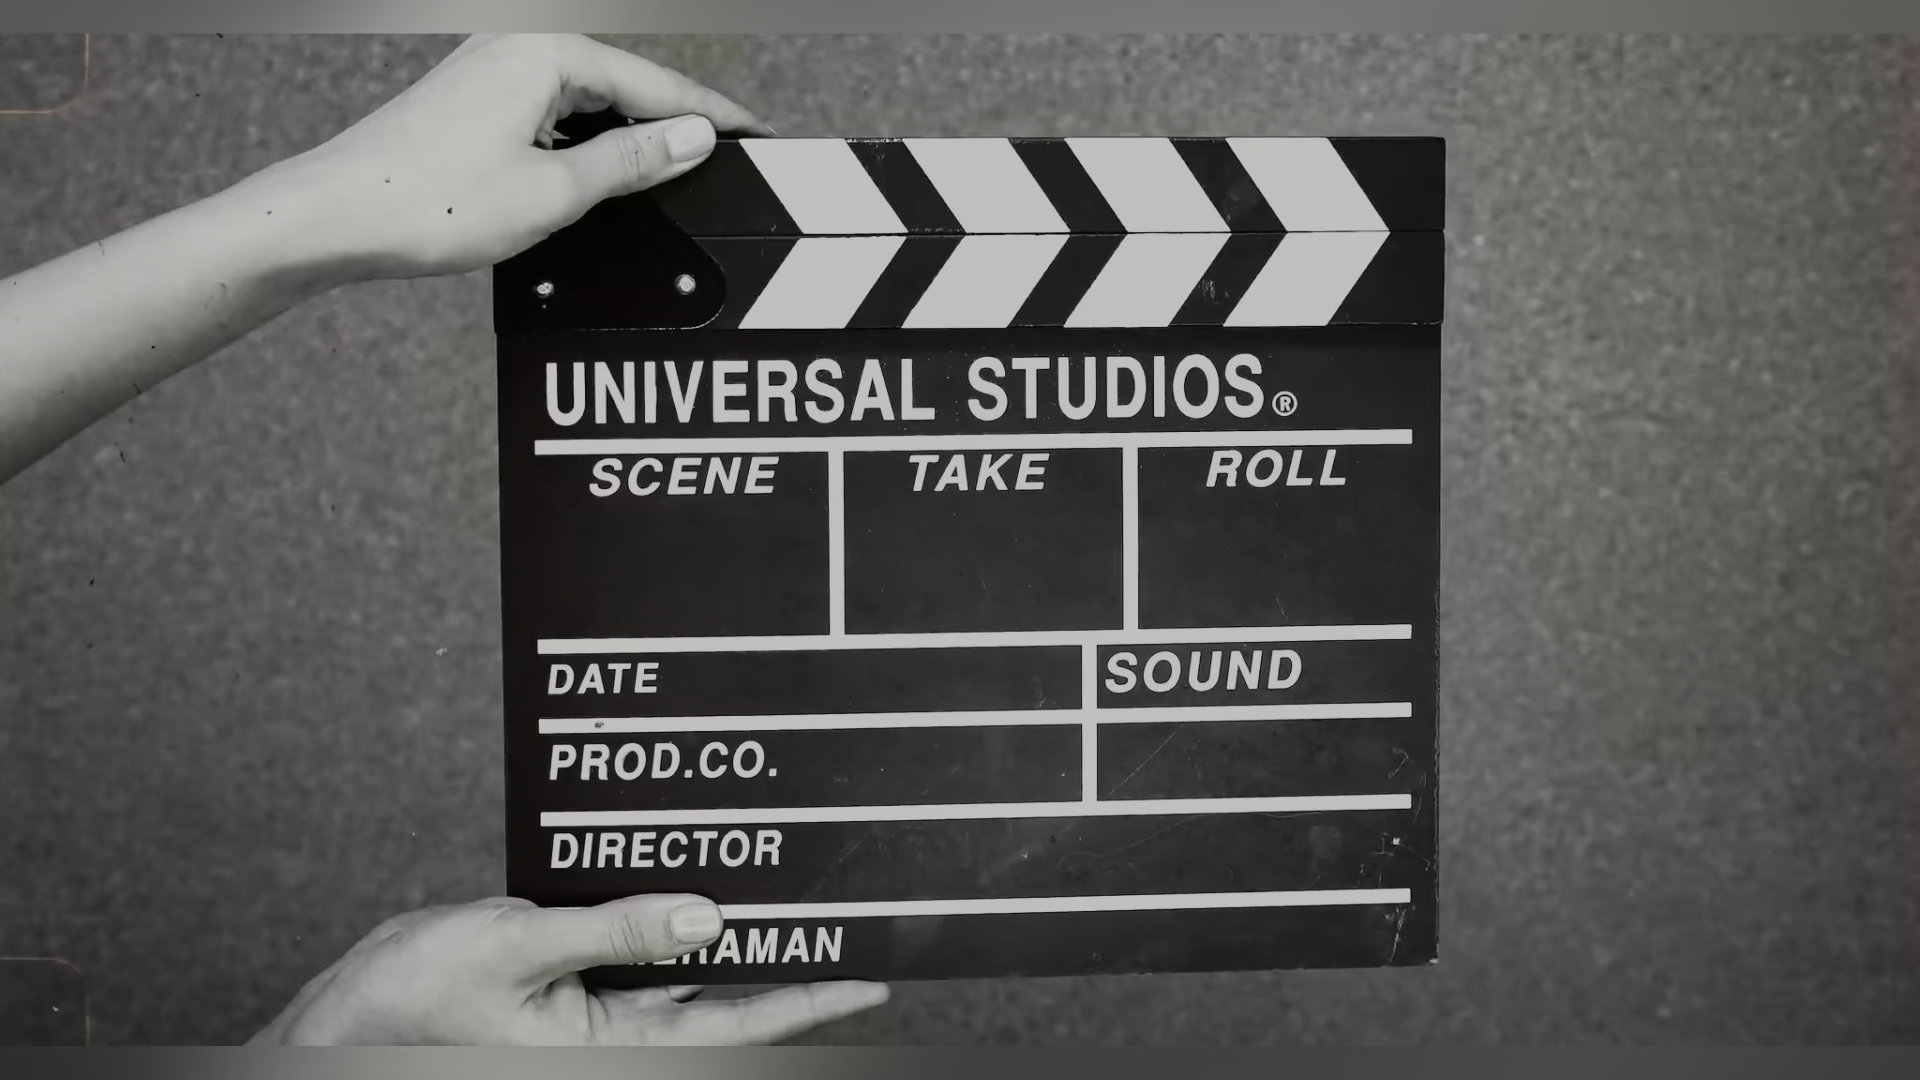 UNIVERSAL STUDIOS®
SCENE TAKE ROLL
DATE SOUND
PROD.CO.
DIRECTOR